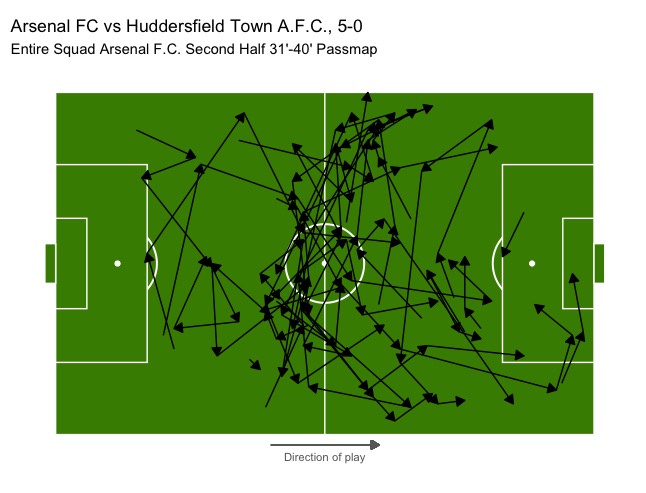 Arsenal FC vs Huddersfield Town A.F.C., 5-0
Entire Squad Arsenal F.C. Second Half 31'-40' Passmap
Direction of play